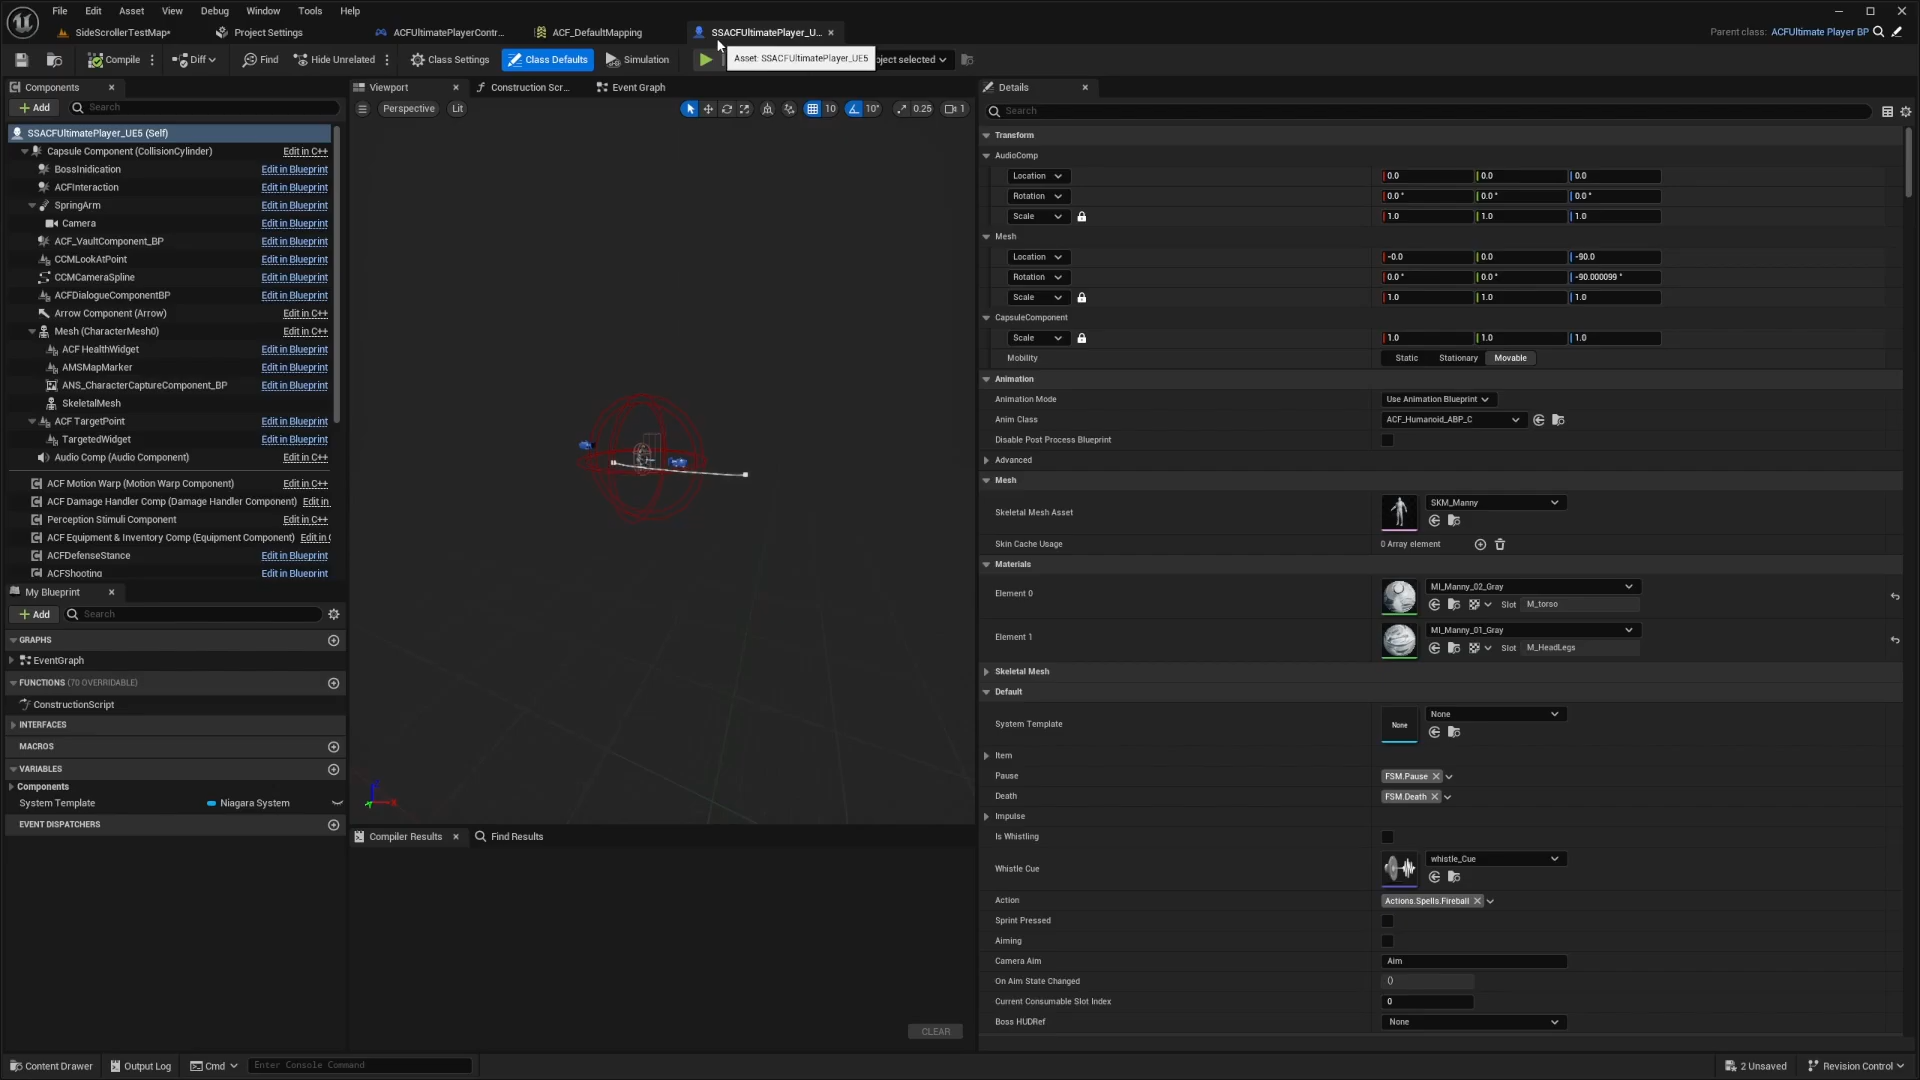 File Edit Asset View Debug Window Tools Help
SideScrollerTestMap* Project Settings ACFUltimatePlayerContr... ACF_DefaultMapping SSACFUltimatePlayer_U...
Parent class: ACFUltimate Player BP
Compile Diff Find Hide Unrelated Class Settings Class Defaults Simulation
Asset: SSACFUltimatePlayer_UE5
ject selected
Components
Add Search
SSACFUltimatePlayer_UE5 (Self)
Capsule Component (CollisionCylinder) Edit in C++
BossInidication Edit in Blueprint
ACFInteraction Edit in Blueprint
SpringArm Edit in Blueprint
Camera Edit in Blueprint
ACF_VaultComponent_BP Edit in Blueprint
CCMLookAtPoint Edit in Blueprint
CCMCameraSpline Edit in Blueprint
ACFDialogueComponentBP Edit in Blueprint
Arrow Component (Arrow) Edit in C++
Mesh (CharacterMesh0) Edit in C++
ACF HealthWidget Edit in Blueprint
AMSMapMarker Edit in Blueprint
ANS_CharacterCaptureComponent_BP Edit in Blueprint
SkeletalMesh Edit in Blueprint
ACF TargetPoint Edit in Blueprint
TargetedWidget Edit in Blueprint
Audio Comp (Audio Component) Edit in C++
ACF Motion Warp (Motion Warp Component) Edit in C++
ACF Damage Handler Comp (Damage Handler Component) Edit in
Perception Stimuli Component Edit in C++
ACF Equipment & Inventory Comp (Equipment Component) Edit in C
ACFDefenseStance Edit in Blueprint
ACFShooting Edit in Blueprint
My Blueprint
Add Search
GRAPHS
EventGraph
FUNCTIONS (70 OVERRIDABLE)
ConstructionScript
INTERFACES
MACROS
VARIABLES
Components
System Template Niagara System
EVENT DISPATCHERS
Viewport Construction Scr... Event Graph
Perspective Lit 10 10° 0.25 1
Compiler Results Find Results
CLEAR
Details
Search
Transform
AudioComp
Location 0.0 0.0 0.0
Rotation 0.0 ° 0.0 ° 0.0 °
Scale 1.0 1.0 1.0
Mesh
Location -0.0 0.0 -90.0
Rotation 0.0 ° 0.0 ° -90.000099 °
Scale 1.0 1.0 1.0
CapsuleComponent
Scale 1.0 1.0 1.0
Mobility Static Stationary Movable
Animation
Animation Mode Use Animation Blueprint
Anim Class ACF_Humanoid_ABP_C
Disable Post Process Blueprint
Advanced
Mesh
Skeletal Mesh Asset SKM_Manny
Skin Cache Usage 0 Array element
Materials
Element 0 MI_Manny_02_Gray
Slot M_torso
Element 1 MI_Manny_01_Gray
Slot M_HeadLegs
Skeletal Mesh
Default
System Template None None
Item
Pause FSM.Pause
Death FSM.Death
Impulse
Is Whistling
Whistle Cue whistle_Cue
Action Actions.Spells.Fireball
Sprint Pressed
Aiming
Camera Aim Aim
On Aim State Changed ()
Current Consumable Slot Index 0
Boss HUDRef None
Content Drawer Output Log Cmd Enter Console Command
2 Unsaved Revision Control